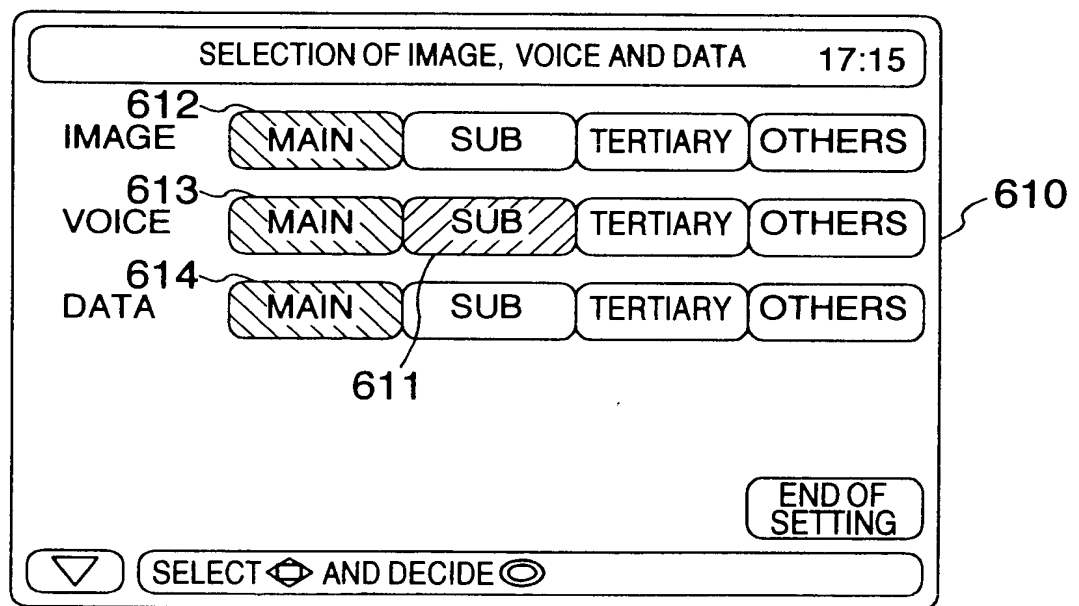 SELECTION OF IMAGE, VOICE AND DATA 17:15
612
IMAGE MAIN SUB TERTIARY OTHERS
613
VOICE MAIN SUB TERTIARY OTHERS
610
614
DATA MAIN SUB TERTIARY OTHERS
611
END OF
SETTING
SELECT AND DECIDE